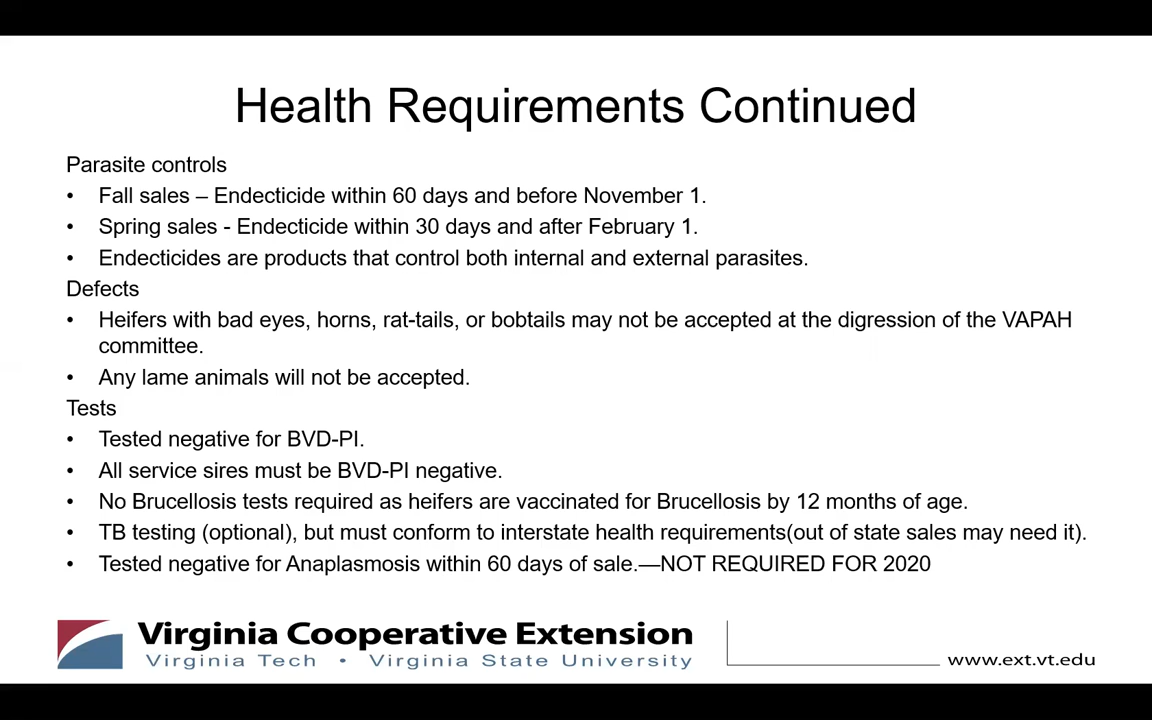 Health Requirements Continued
Parasite controls
• Fall sales – Endecticide within 60 days and before November 1.
• Spring sales - Endecticide within 30 days and after February 1.
• Endecticides are products that control both internal and external parasites.
Defects
• Heifers with bad eyes, horns, rat-tails, or bobtails may not be accepted at the digression of the VAPAH
committee.
• Any lame animals will not be accepted.
Tests
• Tested negative for BVD-PI.
• All service sires must be BVD-PI negative.
• No Brucellosis tests required as heifers are vaccinated for Brucellosis by 12 months of age.
• TB testing (optional), but must conform to interstate health requirements(out of state sales may need it).
• Tested negative for Anaplasmosis within 60 days of sale.—NOT REQUIRED FOR 2020
Virginia Cooperative Extension
Virginia Tech • Virginia State University
www.ext.vt.edu